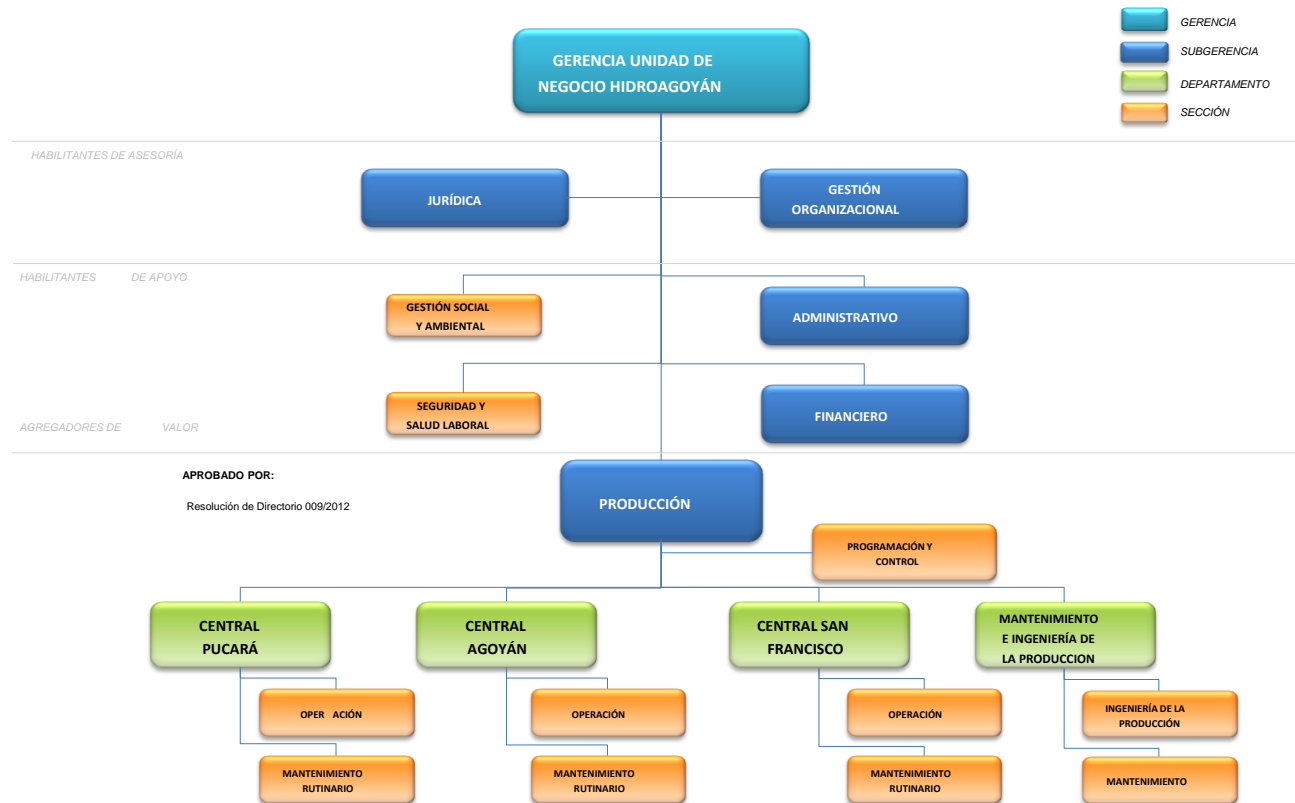 GERENCIA
SUBGERENCIA
DEPARTAMENTO
SECCIÓN
GERENCIA UNIDAD DE
NEGOCIO HIDROAGOYÁN
HABILITANTES DE ASESORÍA
JURÍDICA
GESTIÓN
ORGANIZACIONAL
HABILITANTES DE APOYO
GESTIÓN SOCIAL
Y AMBIENTAL
ADMINISTRATIVO
SEGURIDAD Y
SALUD LABORAL
FINANCIERO
AGREGADORES DE VALOR
APROBADO POR:
Resolución de Directorio 009/2012
PRODUCCIÓN
PROGRAMACIÓN Y
CONTROL
CENTRAL
PUCARÁ
CENTRAL
AGOYÁN
CENTRAL SAN
FRANCISCO
MANTENIMIENTO
E INGENIERÍA DE
LA PRODUCCION
OPER ACIÓN
OPERACIÓN
OPERACIÓN
INGENIERÍA DE LA
PRODUCCIÓN
MANTENIMIENTO
RUTINARIO
MANTENIMIENTO
RUTINARIO
MANTENIMIENTO
RUTINARIO
MANTENIMIENTO